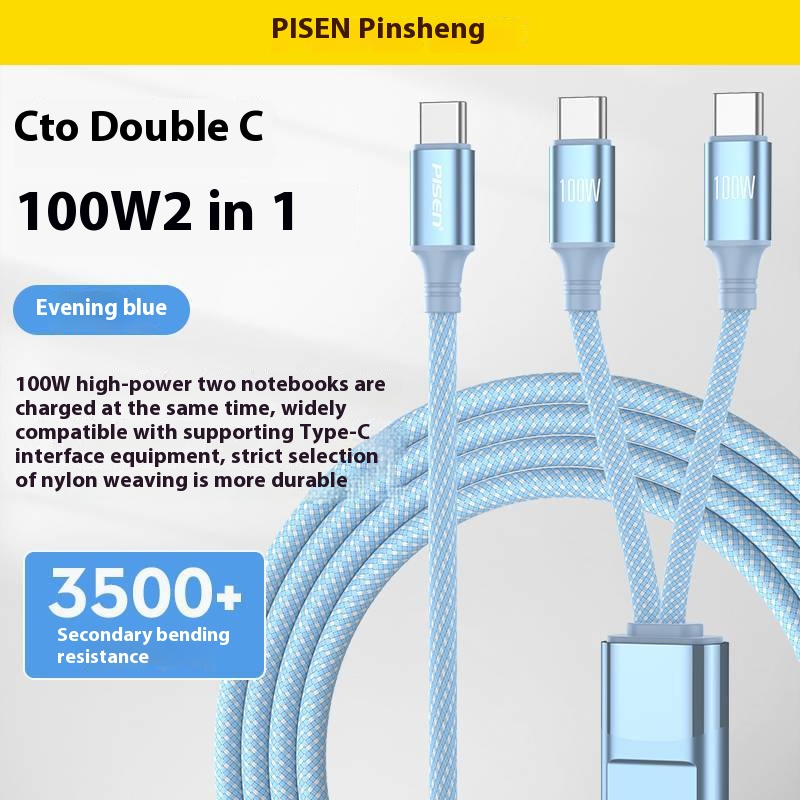 PISEN Pinsheng
Cto Double C
100W2 in 1
Evening blue
100W high-power two notebooks are
charged at the same time, widely
compatible with supporting Type-C
interface equipment, strict selection
of nylon weaving is more durable
3500+
Secondary bending
resistance
PISEN
100W
100W